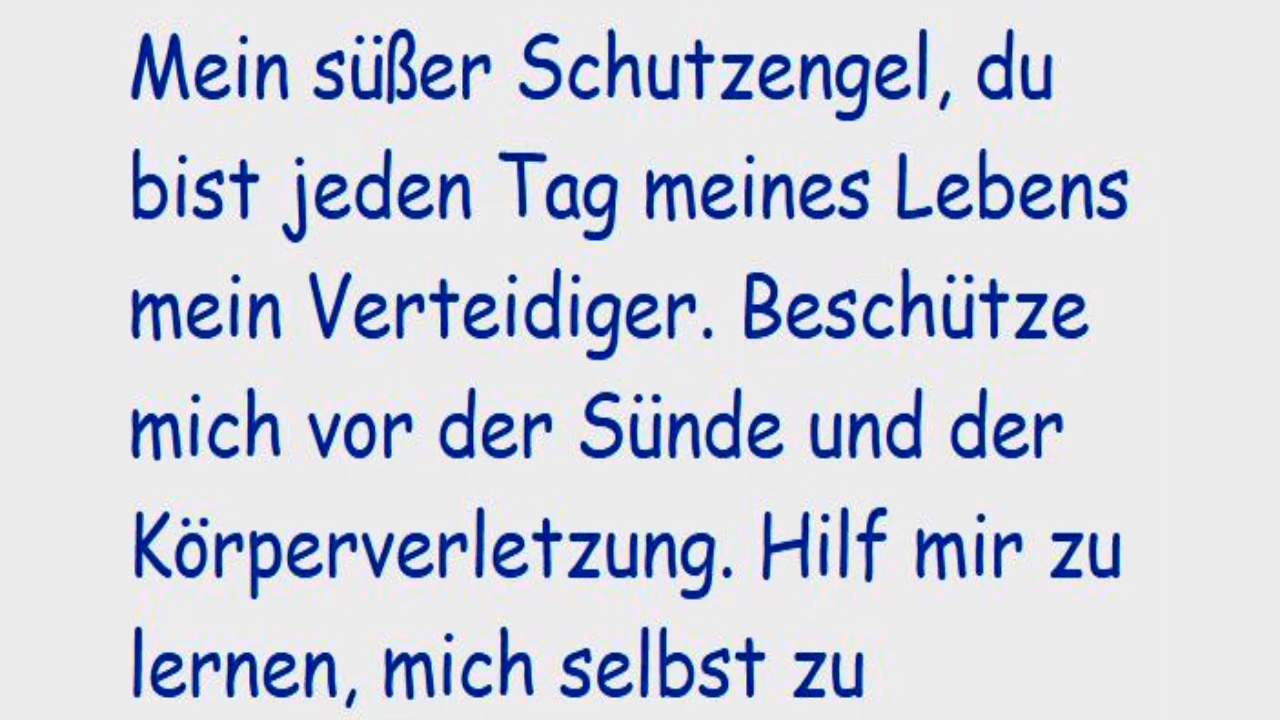 Mein süßer Schutzengel, du
bist jeden Tag meines Lebens
mein Verteidiger. Beschütze
mich vor der Sünde und der
Körperverletzung. Hilf mir zu
lernen, mich selbst zu